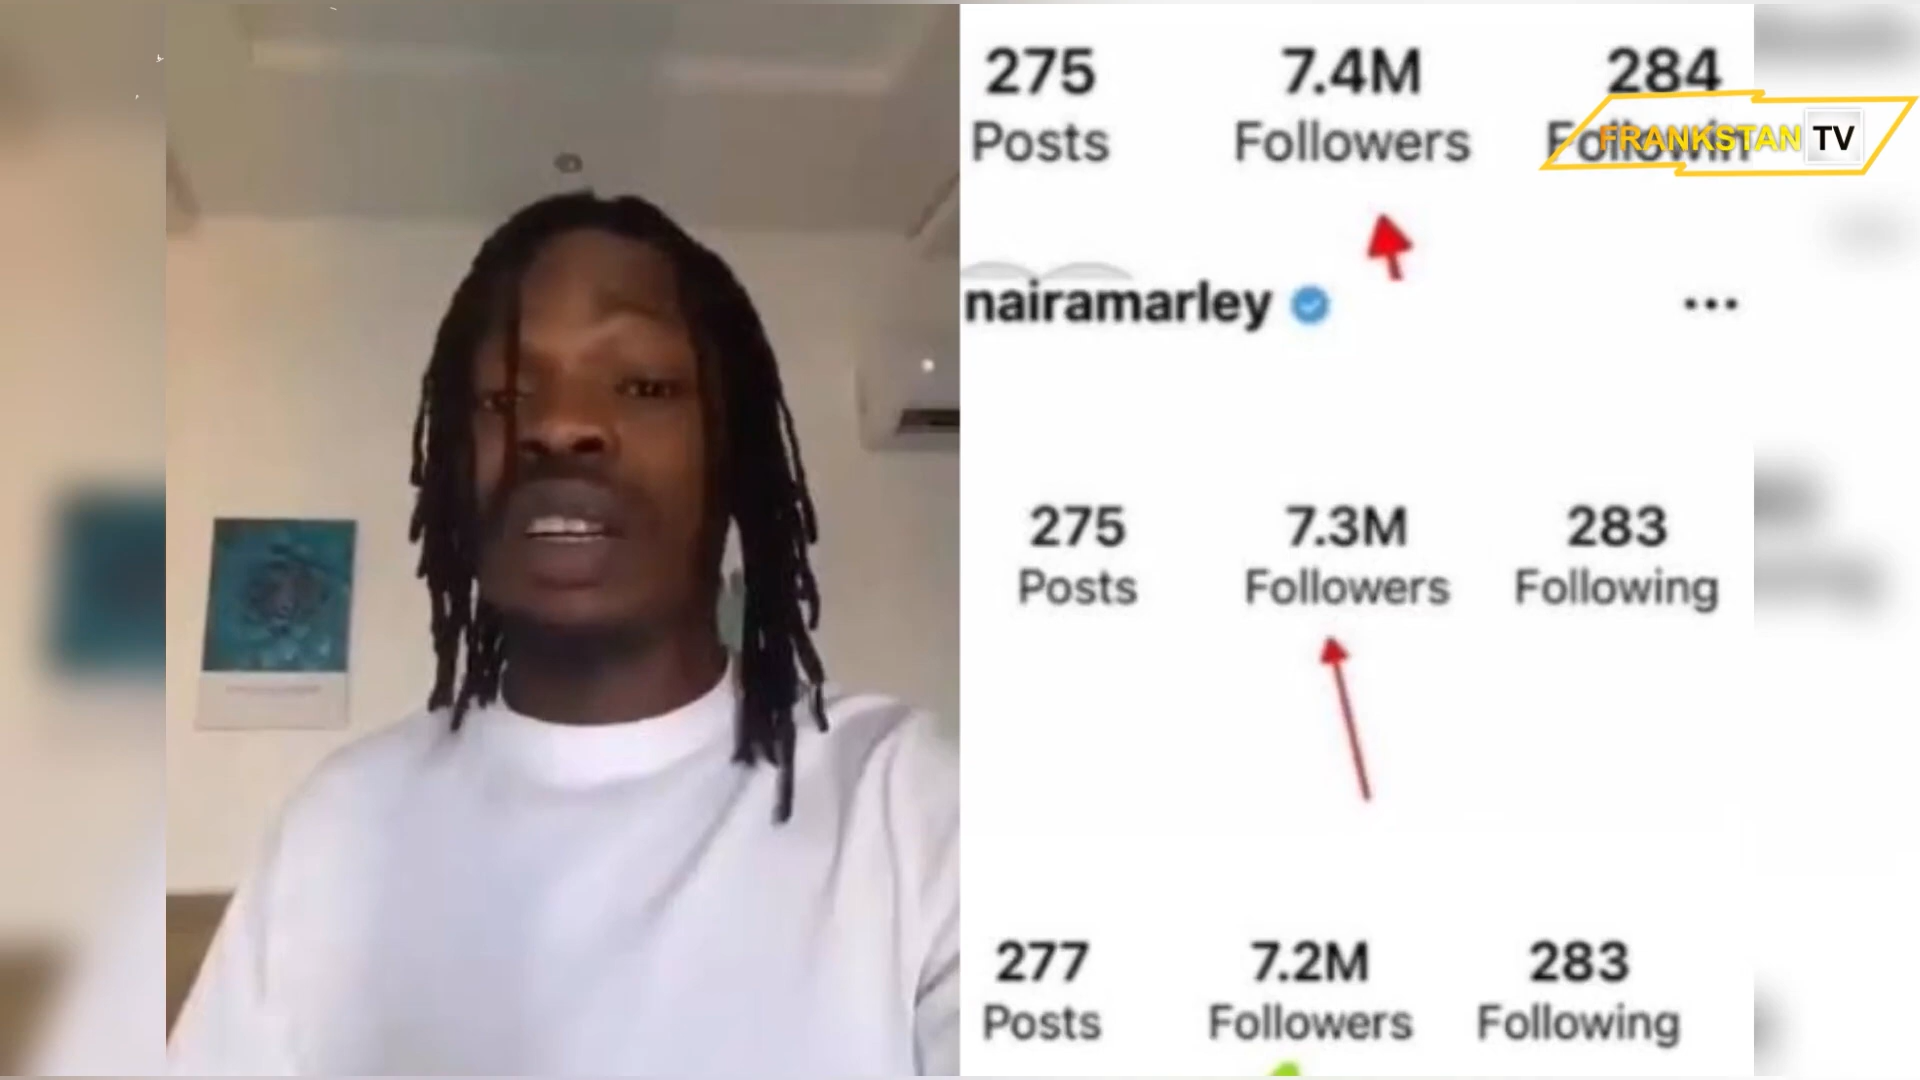 275 7.4M 284
Posts Followers Followin
FRANKSTAN TV
nairamarley
275 7.3M 283
Posts Followers Following
277 7.2M 283
Posts Followers Following